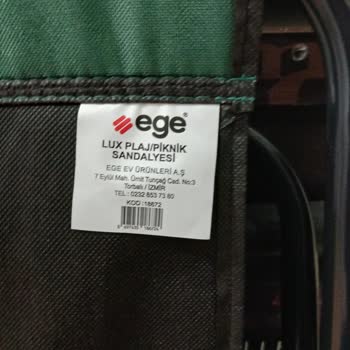 ege®
LUX PLAJ/PİKNİK
SANDALYESİ
EGE EV ÜRÜNLERİ A.Ş
7 Eylül Mah. Ümit Tunçağ Cad. No:3
Torbalı / İZMİR
TEL.: 0232 853 73 80
KOD :18672